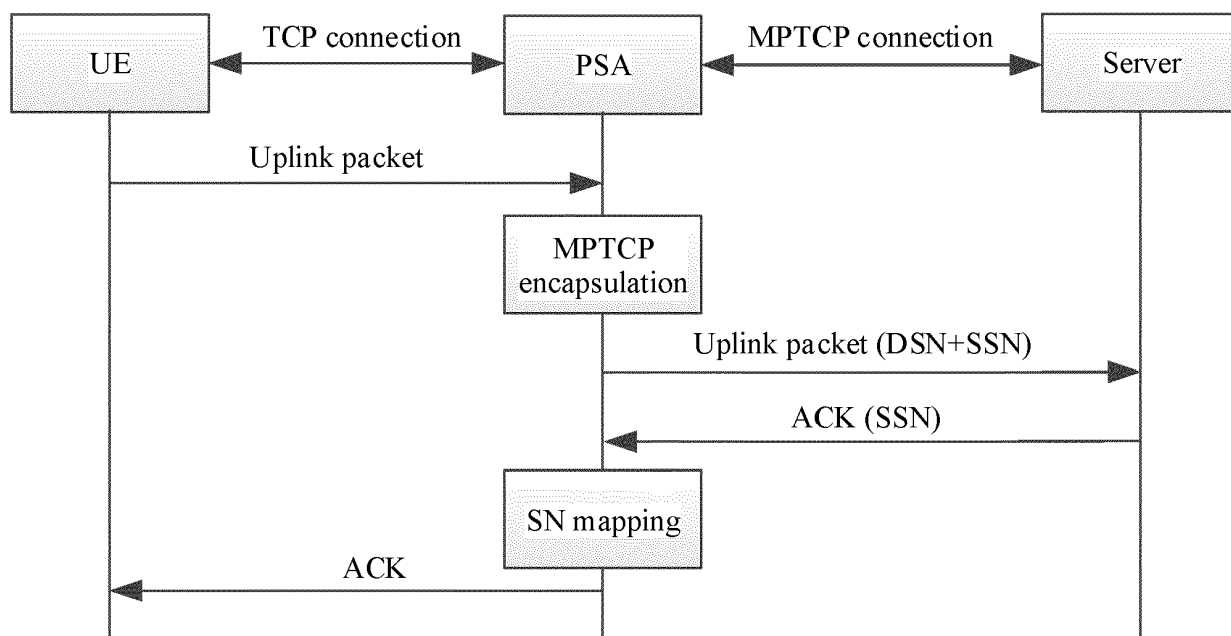 UE
TCP connection
PSA
MPTCP connection
Server
Uplink packet
MPTCP
encapsulation
Uplink packet (DSN+SSN)
ACK (SSN)
SN mapping
ACK